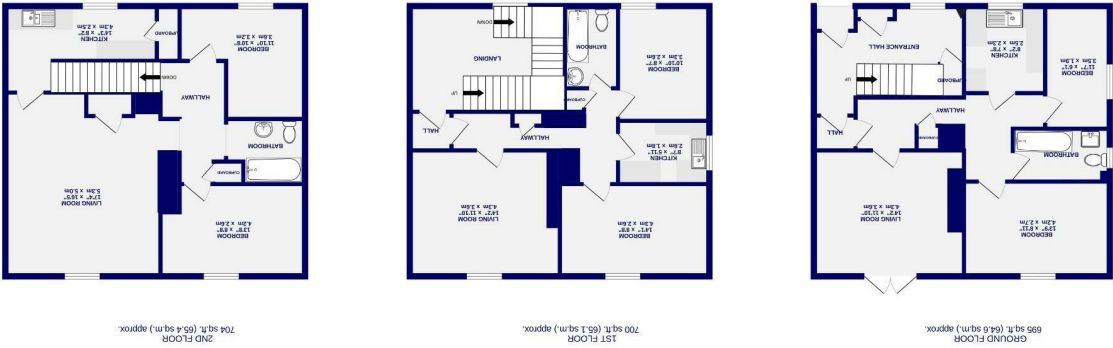 GROUND FLOOR
695 sq.ft. (64.6 sq.m.) approx.
BEDROOM
13'9" x 8'11"
4.2m x 2.7m
LIVING ROOM
14'2" x 11'10"
4.3m x 3.6m
BATHROOM
CUPBOARD
HALL
HALLWAY
BEDROOM
11'7" x 6'1"
3.5m x 1.9m
KITCHEN
8'2" x 7'8"
2.5m x 2.3m
CUPBOARD
UP
ENTRANCE HALL
1ST FLOOR
700 sq.ft. (65.1 sq.m.) approx.
BEDROOM
14'1" x 8'8"
4.3m x 2.6m
LIVING ROOM
14'2" x 11'10"
4.3m x 3.6m
KITCHEN
8'7" x 5'11"
2.6m x 1.8m
HALLWAY
HALL
CUPBOARD
UP
BEDROOM
10'10" x 8'7"
3.3m x 2.6m
LANDING
BATHROOM
DOWN
2ND FLOOR
704 sq.ft. (65.4 sq.m.) approx.
BEDROOM
13'8" x 8'8"
4.2m x 2.6m
LIVING ROOM
17'4" x 16'5"
5.3m x 5.0m
CUPBOARD
BATHROOM
HALLWAY
DOWN
BEDROOM
11'10" x 10'6"
3.6m x 3.2m
KITCHEN
14'3" x 8'2"
4.3m x 2.5m
CUPBOARD